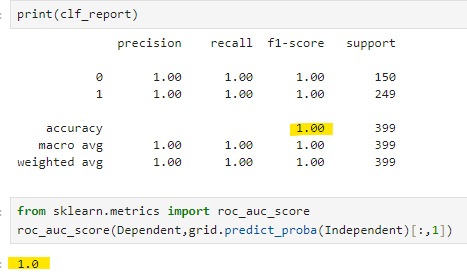 print(clf_report)
precision recall f1-score support
0 1.00 1.00 1.00 150
1 1.00 1.00 1.00 249
accuracy 1.00 399
macro avg 1.00 1.00 1.00 399
weighted avg 1.00 1.00 1.00 399
from sklearn.metrics import roc_auc_score
roc_auc_score(Dependent,grid.predict_proba(Independent)[:,1])
: 1.0